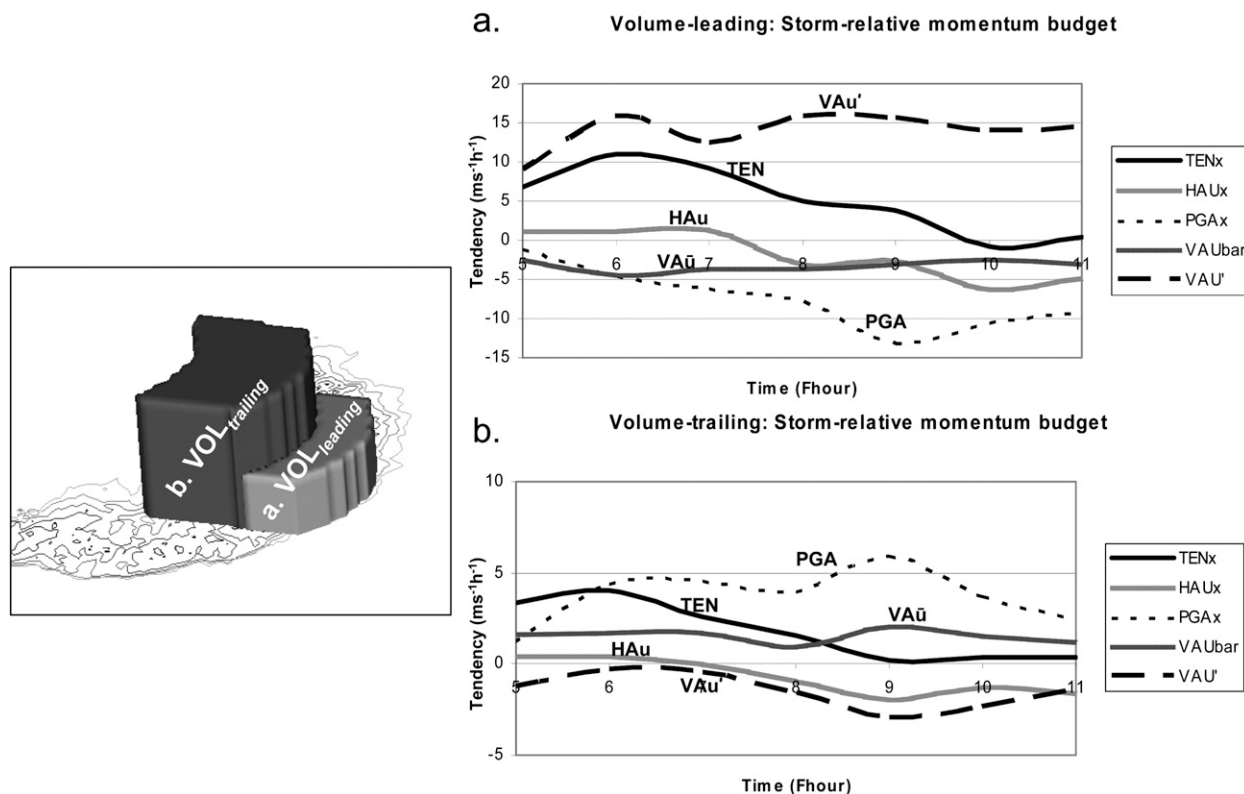 a.
Volume-leading: Storm-relative momentum budget
Tendency (ms⁻¹h⁻¹)
20
15
10
5
0
-5
-10
-15
VAu'
TEN
HAu
VAū
PGA
5
6
7
8
9
10
11
Time (Fhour)
TENx
HAUx
PGAx
VAUbar
VAU'
b. VOLtrailing
a. VOLleading
b.
Volume-trailing: Storm-relative momentum budget
Tendency (ms⁻¹h⁻¹)
10
5
0
-5
PGA
TEN
VAū
HAu
VAu'
5
6
7
8
9
10
11
Time (Fhour)
TENx
HAUx
PGAx
VAUbar
VAU'